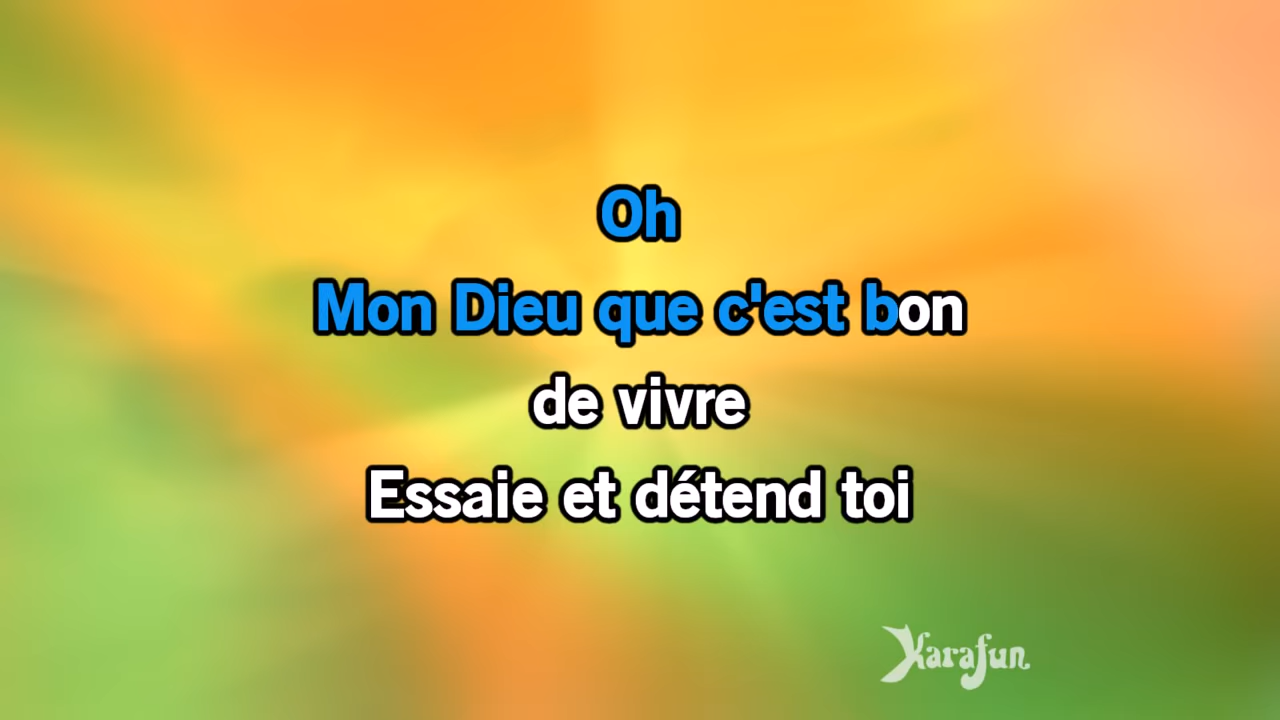 Oh
Mon Dieu que c'est bon
de vivre
Essaie et détend toi
Karafun